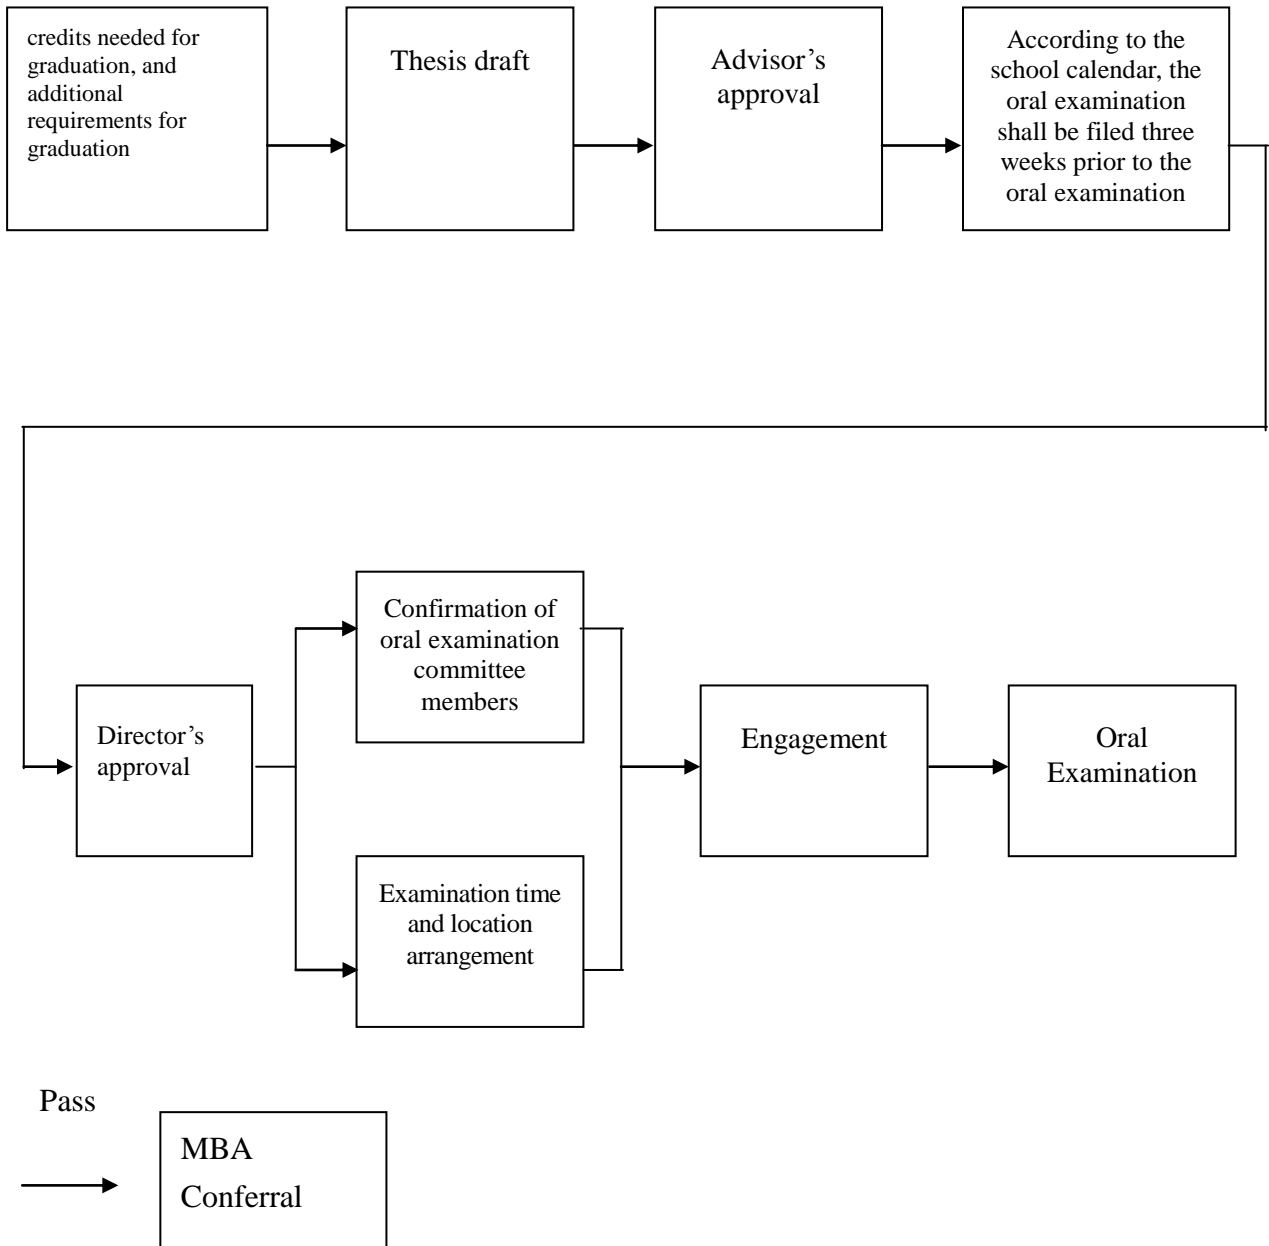 credits needed for
graduation, and
additional
requirements for
graduation
Thesis draft
Advisor’s
approval
According to the
school calendar, the
oral examination
shall be filed three
weeks prior to the
oral examination
Director’s
approval
Confirmation of
oral examination
committee
members
Examination time
and location
arrangement
Engagement
Oral
Examination
Pass
MBA
Conferral